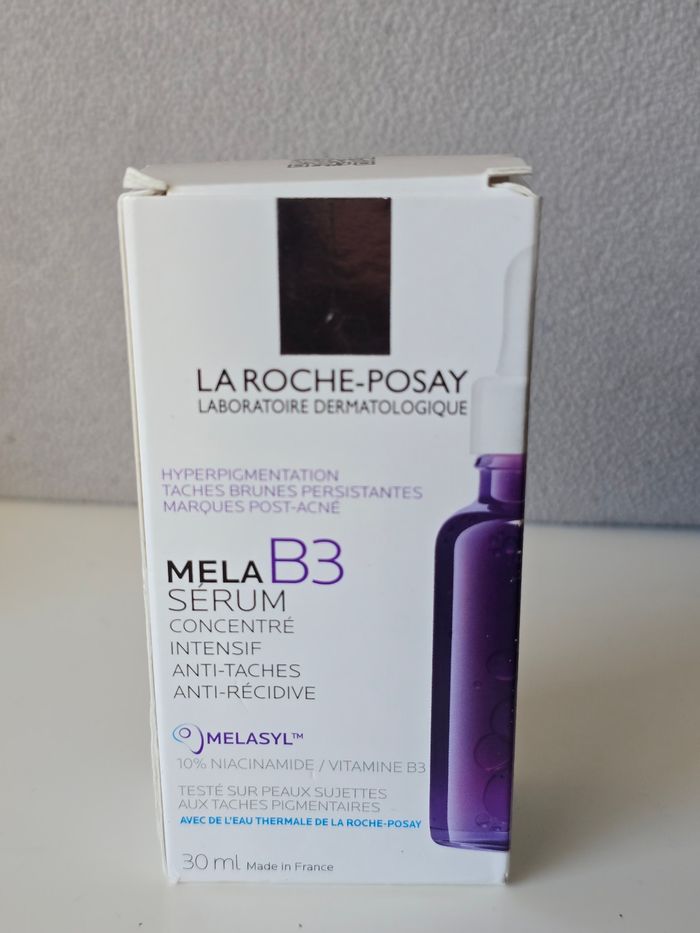 LA ROCHE-POSAY
LABORATOIRE DERMATOLOGIQUE
HYPERPIGMENTATION
TACHES BRUNES PERSISTANTES
MARQUES POST-ACNÉ
MELA B3
SÉRUM
CONCENTRÉ
INTENSIF
ANTI-TACHES
ANTI-RÉCIDIVE
MELASYL™
10% NIACINAMIDE / VITAMINE B3
TESTÉ SUR PEAUX SUJETTES
AUX TACHES PIGMENTAIRES
AVEC DE L'EAU THERMALE DE LA ROCHE-POSAY
30 ml Made in France